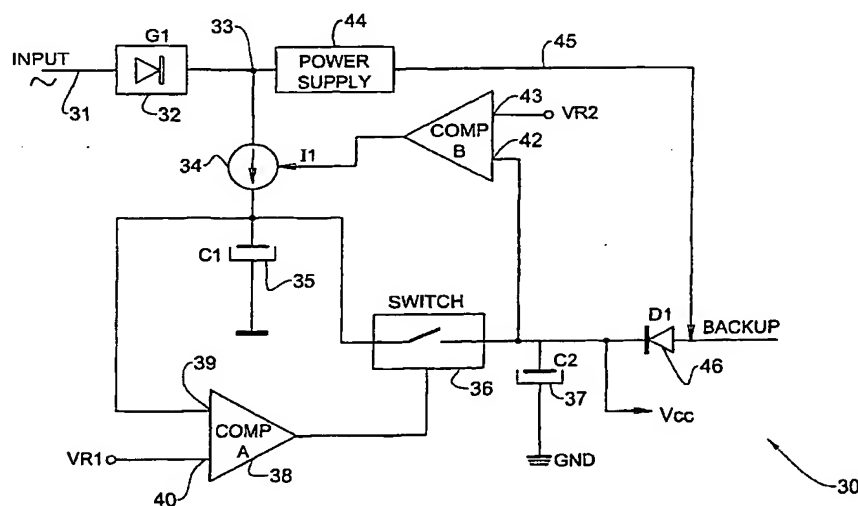 44
G1
33
45
INPUT
POWER
SUPPLY
31
32
43
VR2
COMP
B
42
34
I1
C1
35
SWITCH
D1
BACKUP
39
36
C2
37
46
Vcc
COMP
A
VR1
40
38
GND
30